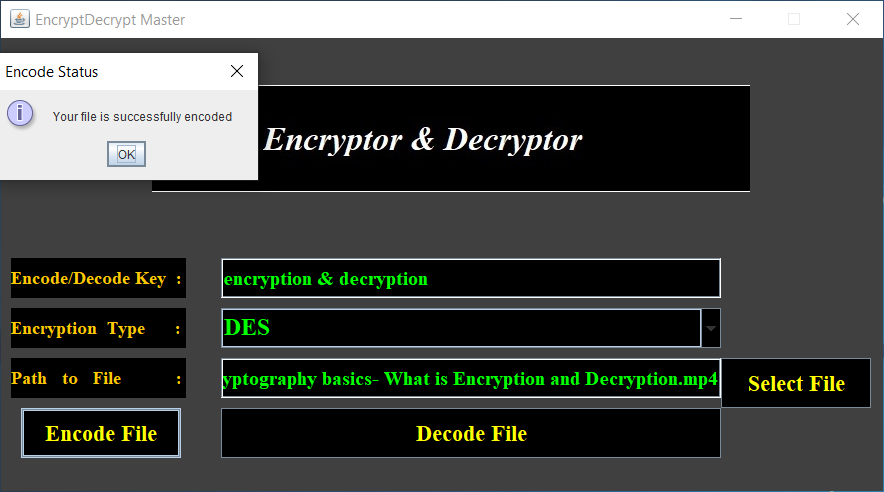 EncryptDecrypt Master
Encode Status
Your file is successfully encoded
OK
Encryptor & Decryptor
Encode/Decode Key : encryption & decryption
Encryption Type : DES
Path to File : yptography basics- What is Encryption and Decryption.mp4 Select File
Encode File Decode File